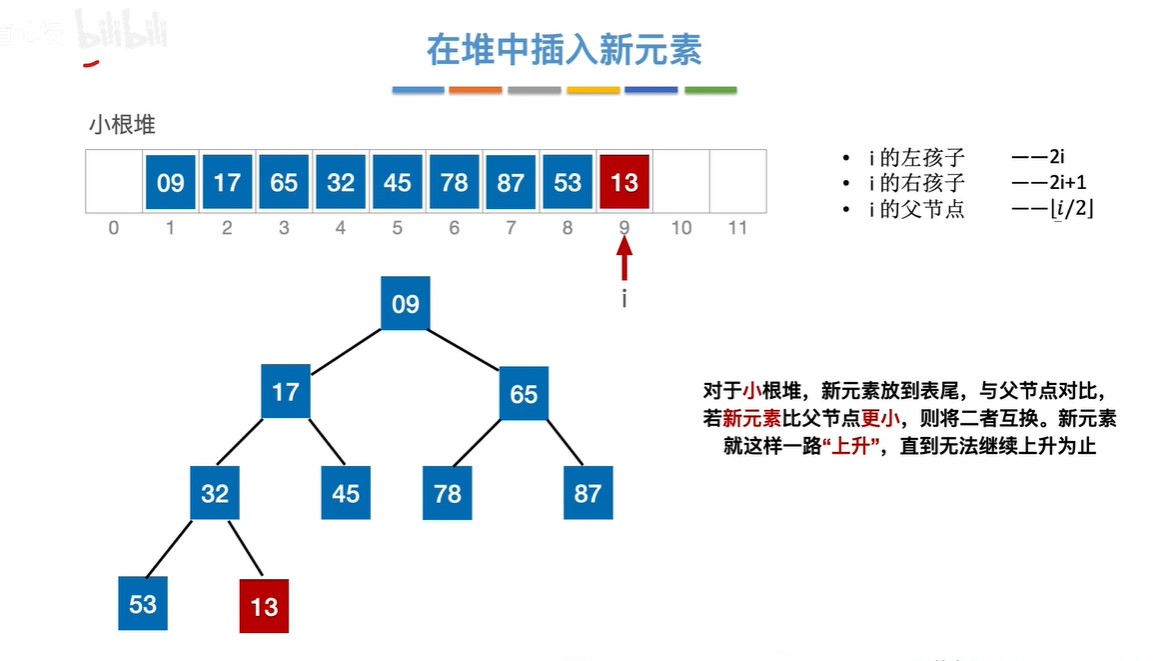 bilibili
在堆中插入新元素
小根堆
09 17 65 32 45 78 87 53 13
0 1 2 3 4 5 6 7 8 9 10 11
i
• i 的左孩子 ——2i
• i 的右孩子 ——2i+1
• i 的父节点 ——⌊i/2⌋
09
17 65
32 45 78 87
53 13
对于小根堆，新元素放到表尾，与父节点对比，
若新元素比父节点更小，则将二者互换。新元素
就这样一路“上升”，直到无法继续上升为止